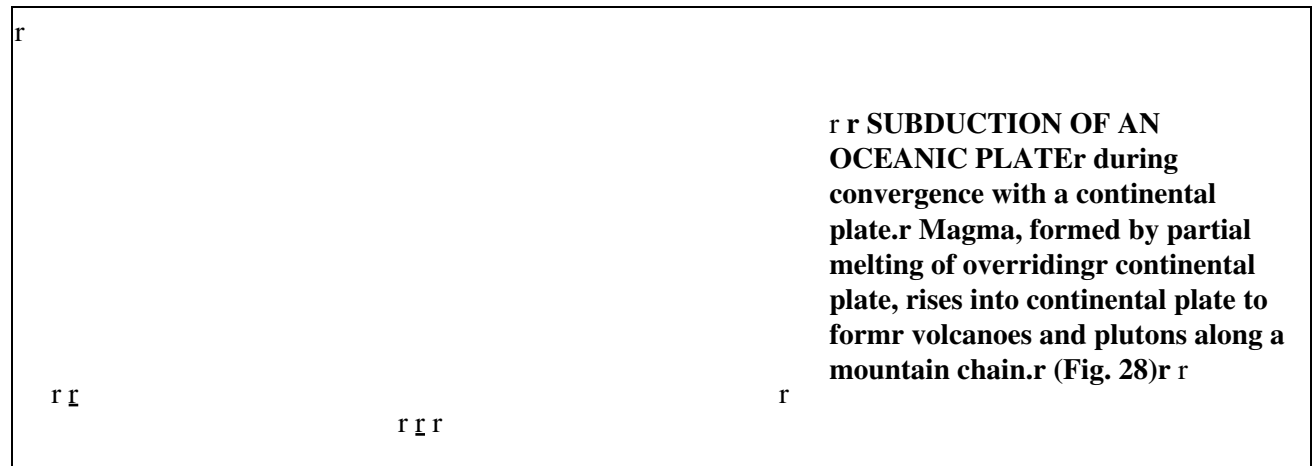 r
r r SUBDUCTION OF AN
OCEANIC PLATEr during
convergence with a continental
plate.r Magma, formed by partial
melting of overridingr continental
plate, rises into continental plate to
formr volcanoes and plutons along a
mountain chain.r (Fig. 28)r r
r r
r
r r r